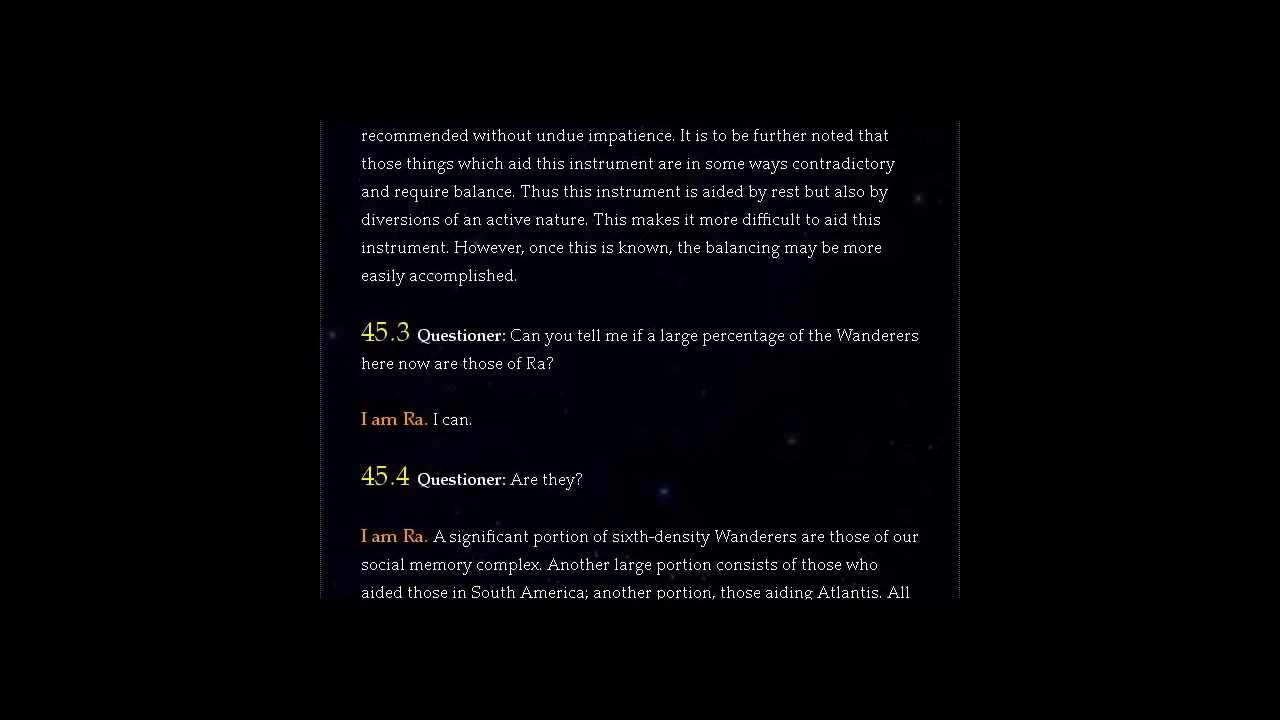 recommended without undue impatience. It is to be further noted that
those things which aid this instrument are in some ways contradictory
and require balance. Thus this instrument is aided by rest but also by
diversions of an active nature. This makes it more difficult to aid this
instrument. However, once this is known, the balancing may be more
easily accomplished.
45.3 Questioner: Can you tell me if a large percentage of the Wanderers
here now are those of Ra?
I am Ra. I can.
45.4 Questioner: Are they?
I am Ra. A significant portion of sixth-density Wanderers are those of our
social memory complex. Another large portion consists of those who
aided those in South America; another portion, those aiding Atlantis. All